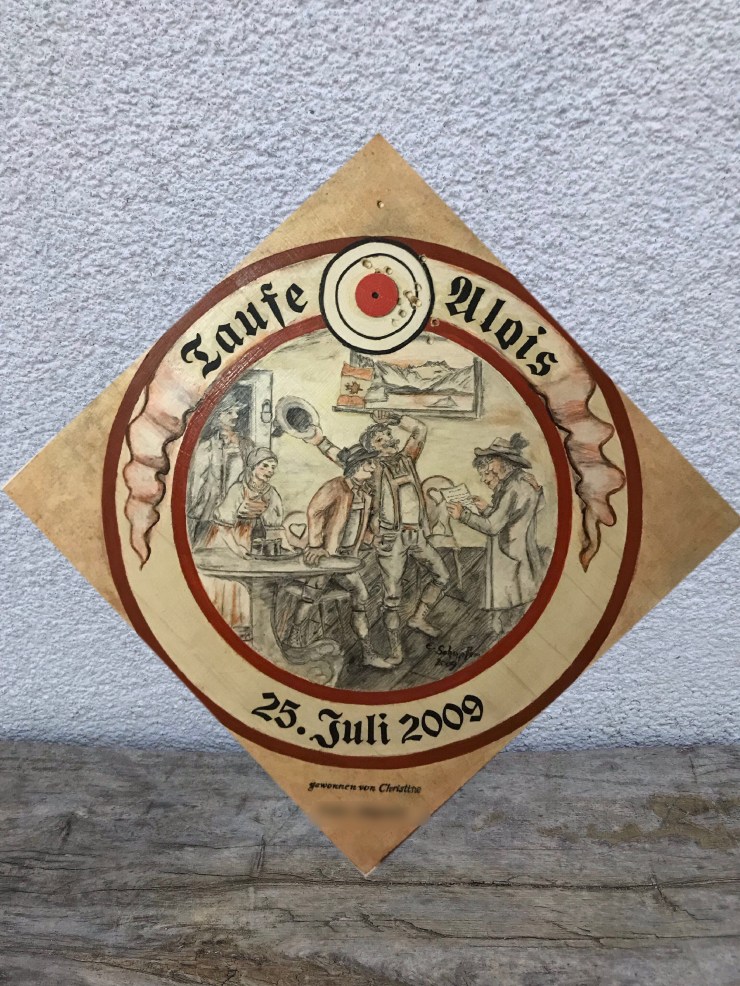 Taufe Alois
25. Juli 2009
gewonnen von Christine